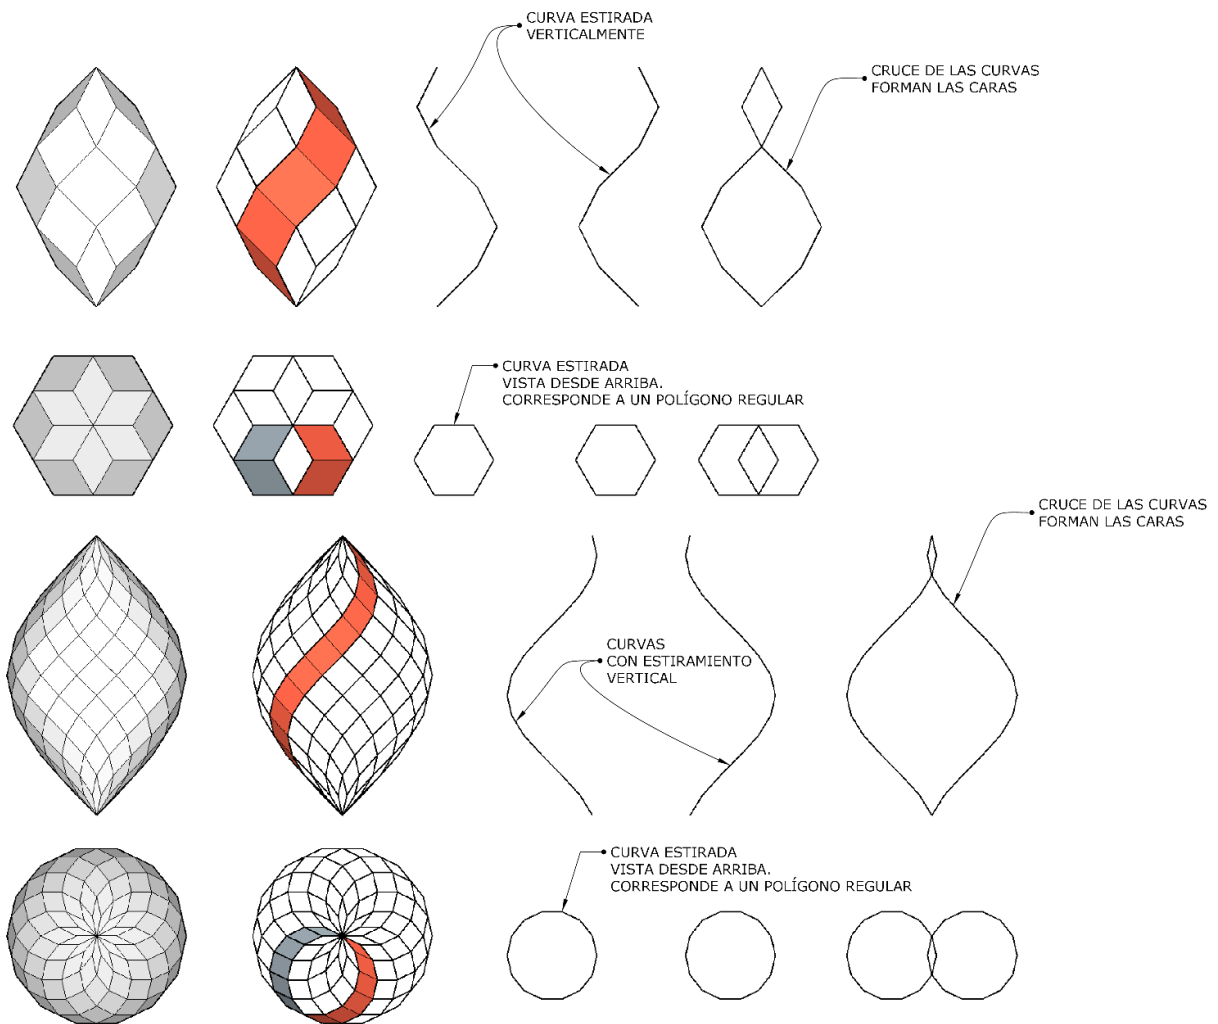 CURVA ESTIRADA
VERTICALMENTE
CRUCE DE LAS CURVAS
FORMAN LAS CARAS
CURVA ESTIRADA
VISTA DESDE ARRIBA.
CORRESPONDE A UN POLÍGONO REGULAR
CRUCE DE LAS CURVAS
FORMAN LAS CARAS
CURVAS
CON ESTIRAMIENTO
VERTICAL
CURVA ESTIRADA
VISTA DESDE ARRIBA.
CORRESPONDE A UN POLÍGONO REGULAR